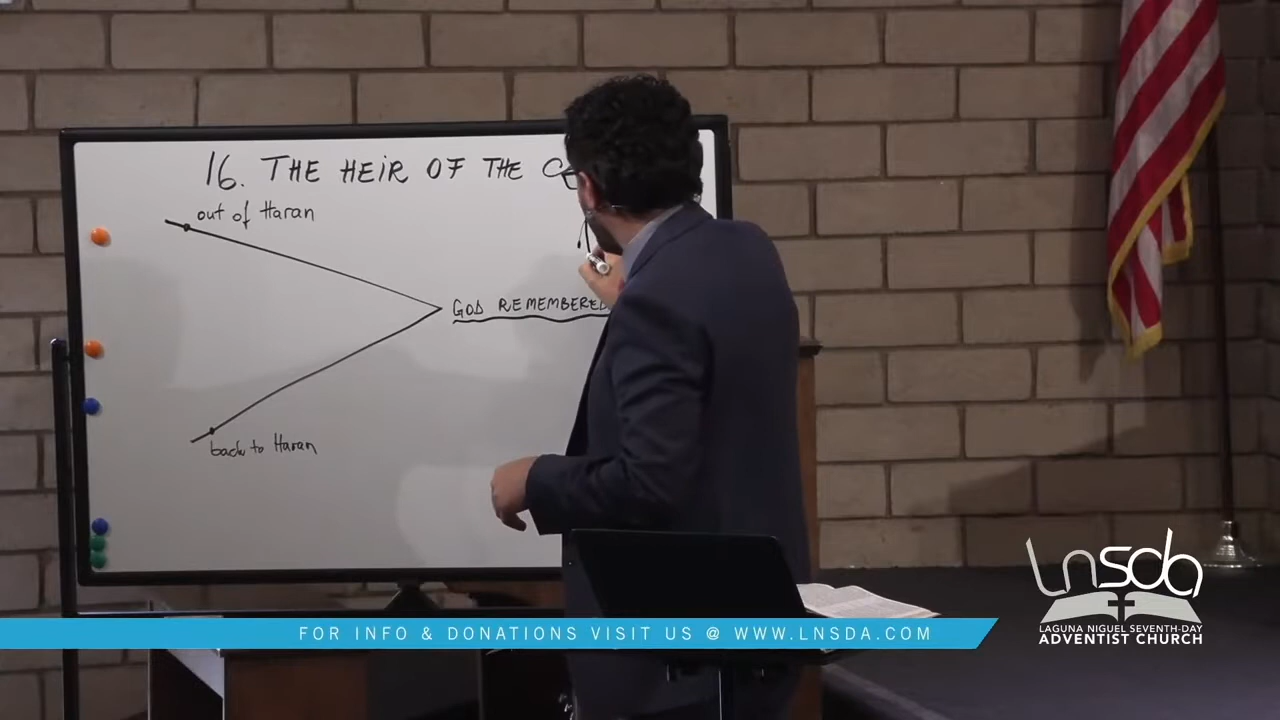 16. THE HEIR OF THE
out of Haran
GOD REMEMBERED
back to Haran
LNSDA
LAGUNA NIGUEL SEVENTH-DAY
ADVENTIST CHURCH
FOR INFO & DONATIONS VISIT US @ WWW.LNSDA.COM